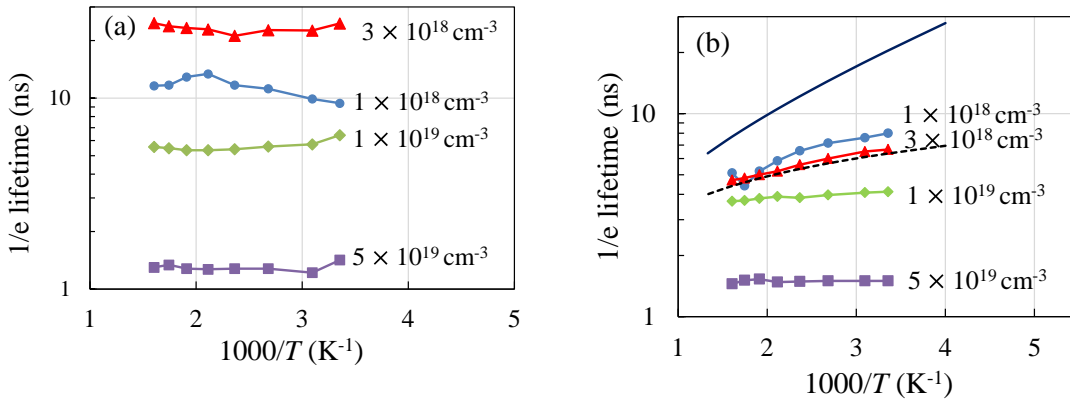 (a)
1/e lifetime (ns)
10
1
3 × 10¹⁸ cm⁻³
1 × 10¹⁸ cm⁻³
1 × 10¹⁹ cm⁻³
5 × 10¹⁹ cm⁻³
1 2 3 4 5
1000/T (K⁻¹)
(b)
1/e lifetime (ns)
10
1
1 × 10¹⁸ cm⁻³
3 × 10¹⁸ cm⁻³
1 × 10¹⁹ cm⁻³
5 × 10¹⁹ cm⁻³
1 2 3 4 5
1000/T (K⁻¹)